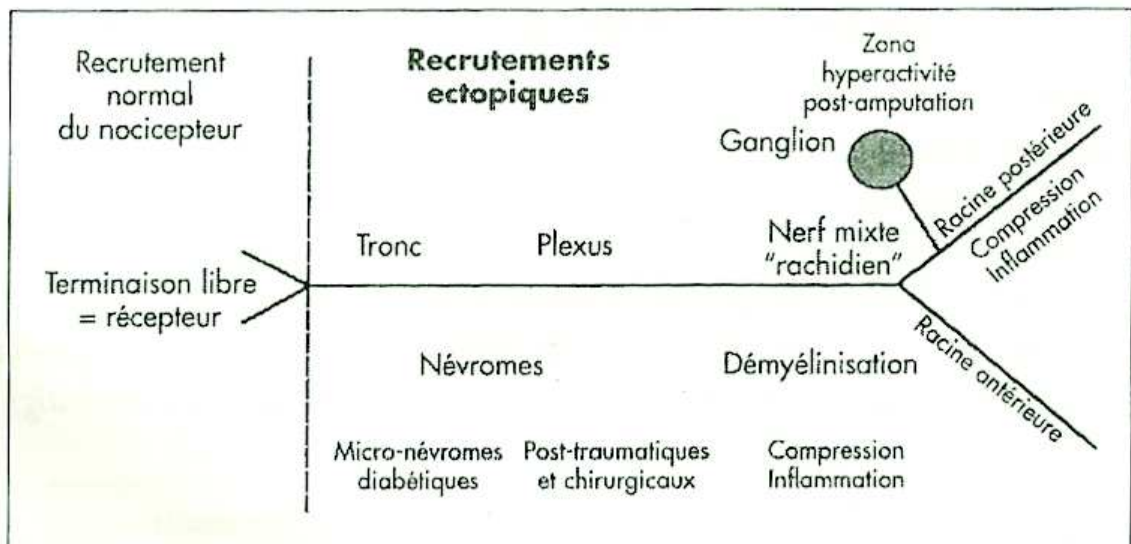 Recrutement
normal
du nocicepteur
Recrutements
ectopiques
Zona
hyperactivité
post-amputation
Ganglion
Racine postérieure
Compression
Inflammation
Tronc
Plexus
Nerf mixte
"rachidien"
Terminaison libre
= récepteur
Racine antérieure
Névromes
Démyélinisation
Micro-névromes
diabétiques
Post-traumatiques
et chirurgicaux
Compression
Inflammation